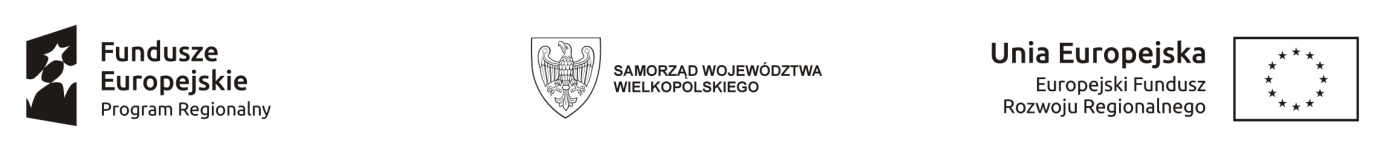 Fundusze
Europejskie
Program Regionalny
SAMORZĄD WOJEWÓDZTWA
WIELKOPOLSKIEGO
Unia Europejska
Europejski Fundusz
Rozwoju Regionalnego